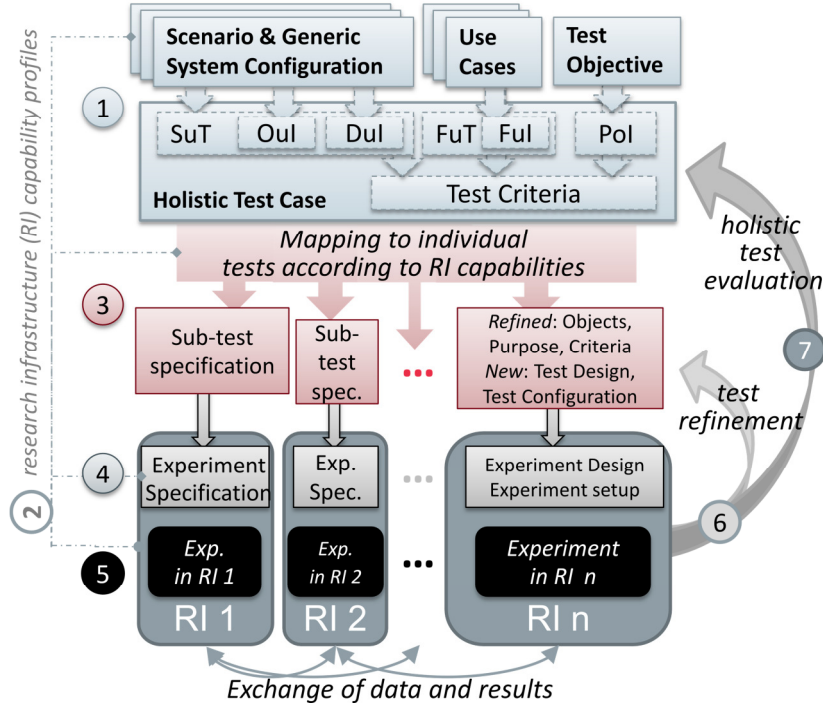 Scenario & Generic
System Configuration
Use
Cases
Test
Objective
1
SuT
OuI
DuI
FuT
FuI
PoI
Holistic Test Case
Test Criteria
research infrastructure (RI) capability profiles
2
Mapping to individual
tests according to RI capabilities
holistic
test
evaluation
3
Sub-test
specification
Sub-
test
spec.
...
Refined: Objects,
Purpose, Criteria
New: Test Design,
Test Configuration
7
test
refinement
4
Experiment
Specification
Exp.
Spec.
...
Experiment Design
Experiment setup
6
5
Exp.
in RI 1
Exp.
in RI 2
...
Experiment
in RI n
RI 1
RI 2
RI n
Exchange of data and results